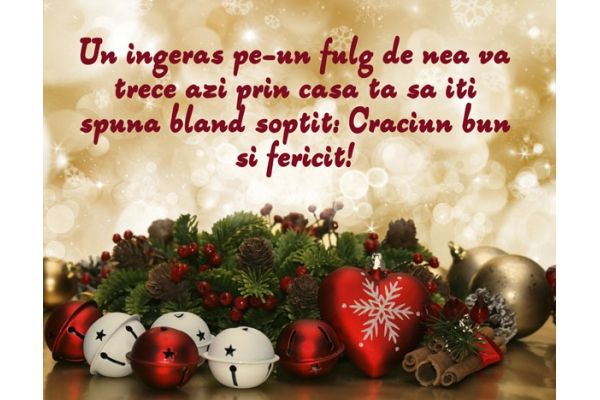 Un ingeras pe-un fulg de nea va
trece azi prin casa ta sa iti
spuna bland soptit: Craciun bun
si fericit!